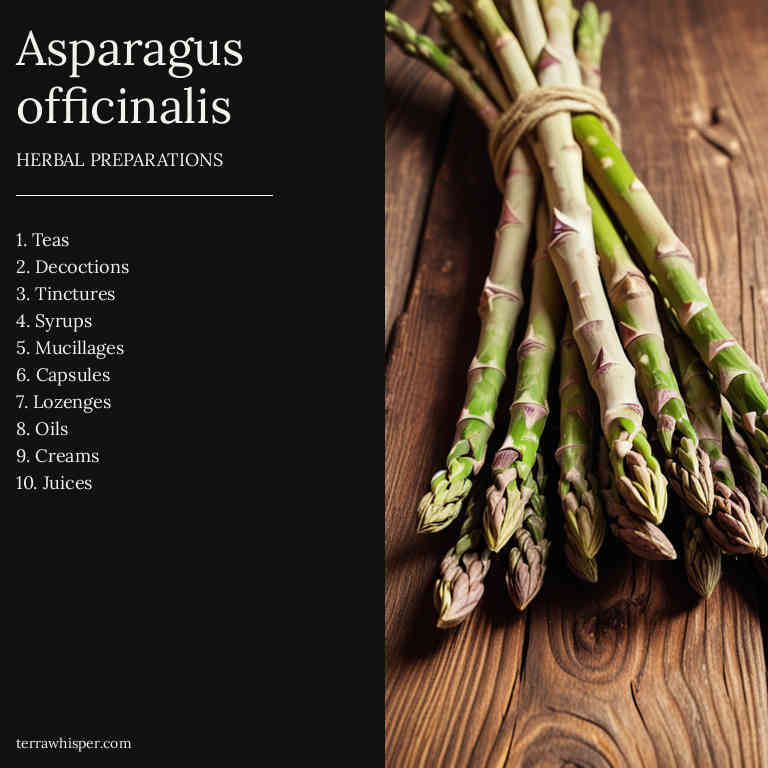 Asparagus
officinalis
HERBAL PREPARATIONS
1. Teas
2. Decoctions
3. Tinctures
4. Syrups
5. Mucillages
6. Capsules
7. Lozenges
8. Oils
9. Creams
10. Juices
terrawhisper.com